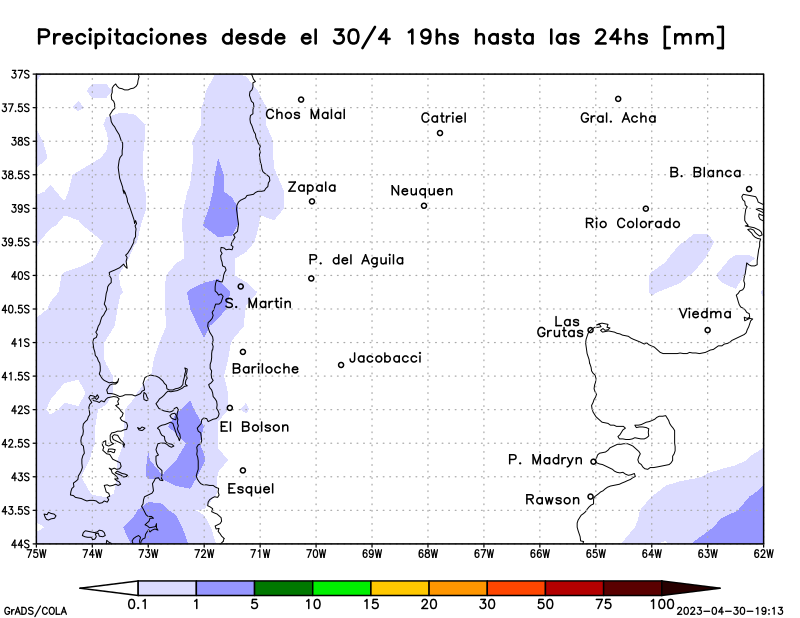 Precipitaciones desde el 30/4 19hs hasta las 24hs [mm]
37S
37.5S
38S
38.5S
39S
39.5S
40S
40.5S
41S
41.5S
42S
42.5S
43S
43.5S
44S
Chos Malal
Catriel
Gral. Acha
B. Blanca
Zapala
Neuquen
Rio Colorado
P. del Aguila
S. Martin
Viedma
Las
Grutas
Jacobacci
Bariloche
El Bolson
P. Madryn
Esquel
Rawson
75W 74W 73W 72W 71W 70W 69W 68W 67W 66W 65W 64W 63W 62W
0.1 1 5 10 15 20 30 50 75 100
GrADS/COLA
2023-04-30-19:13